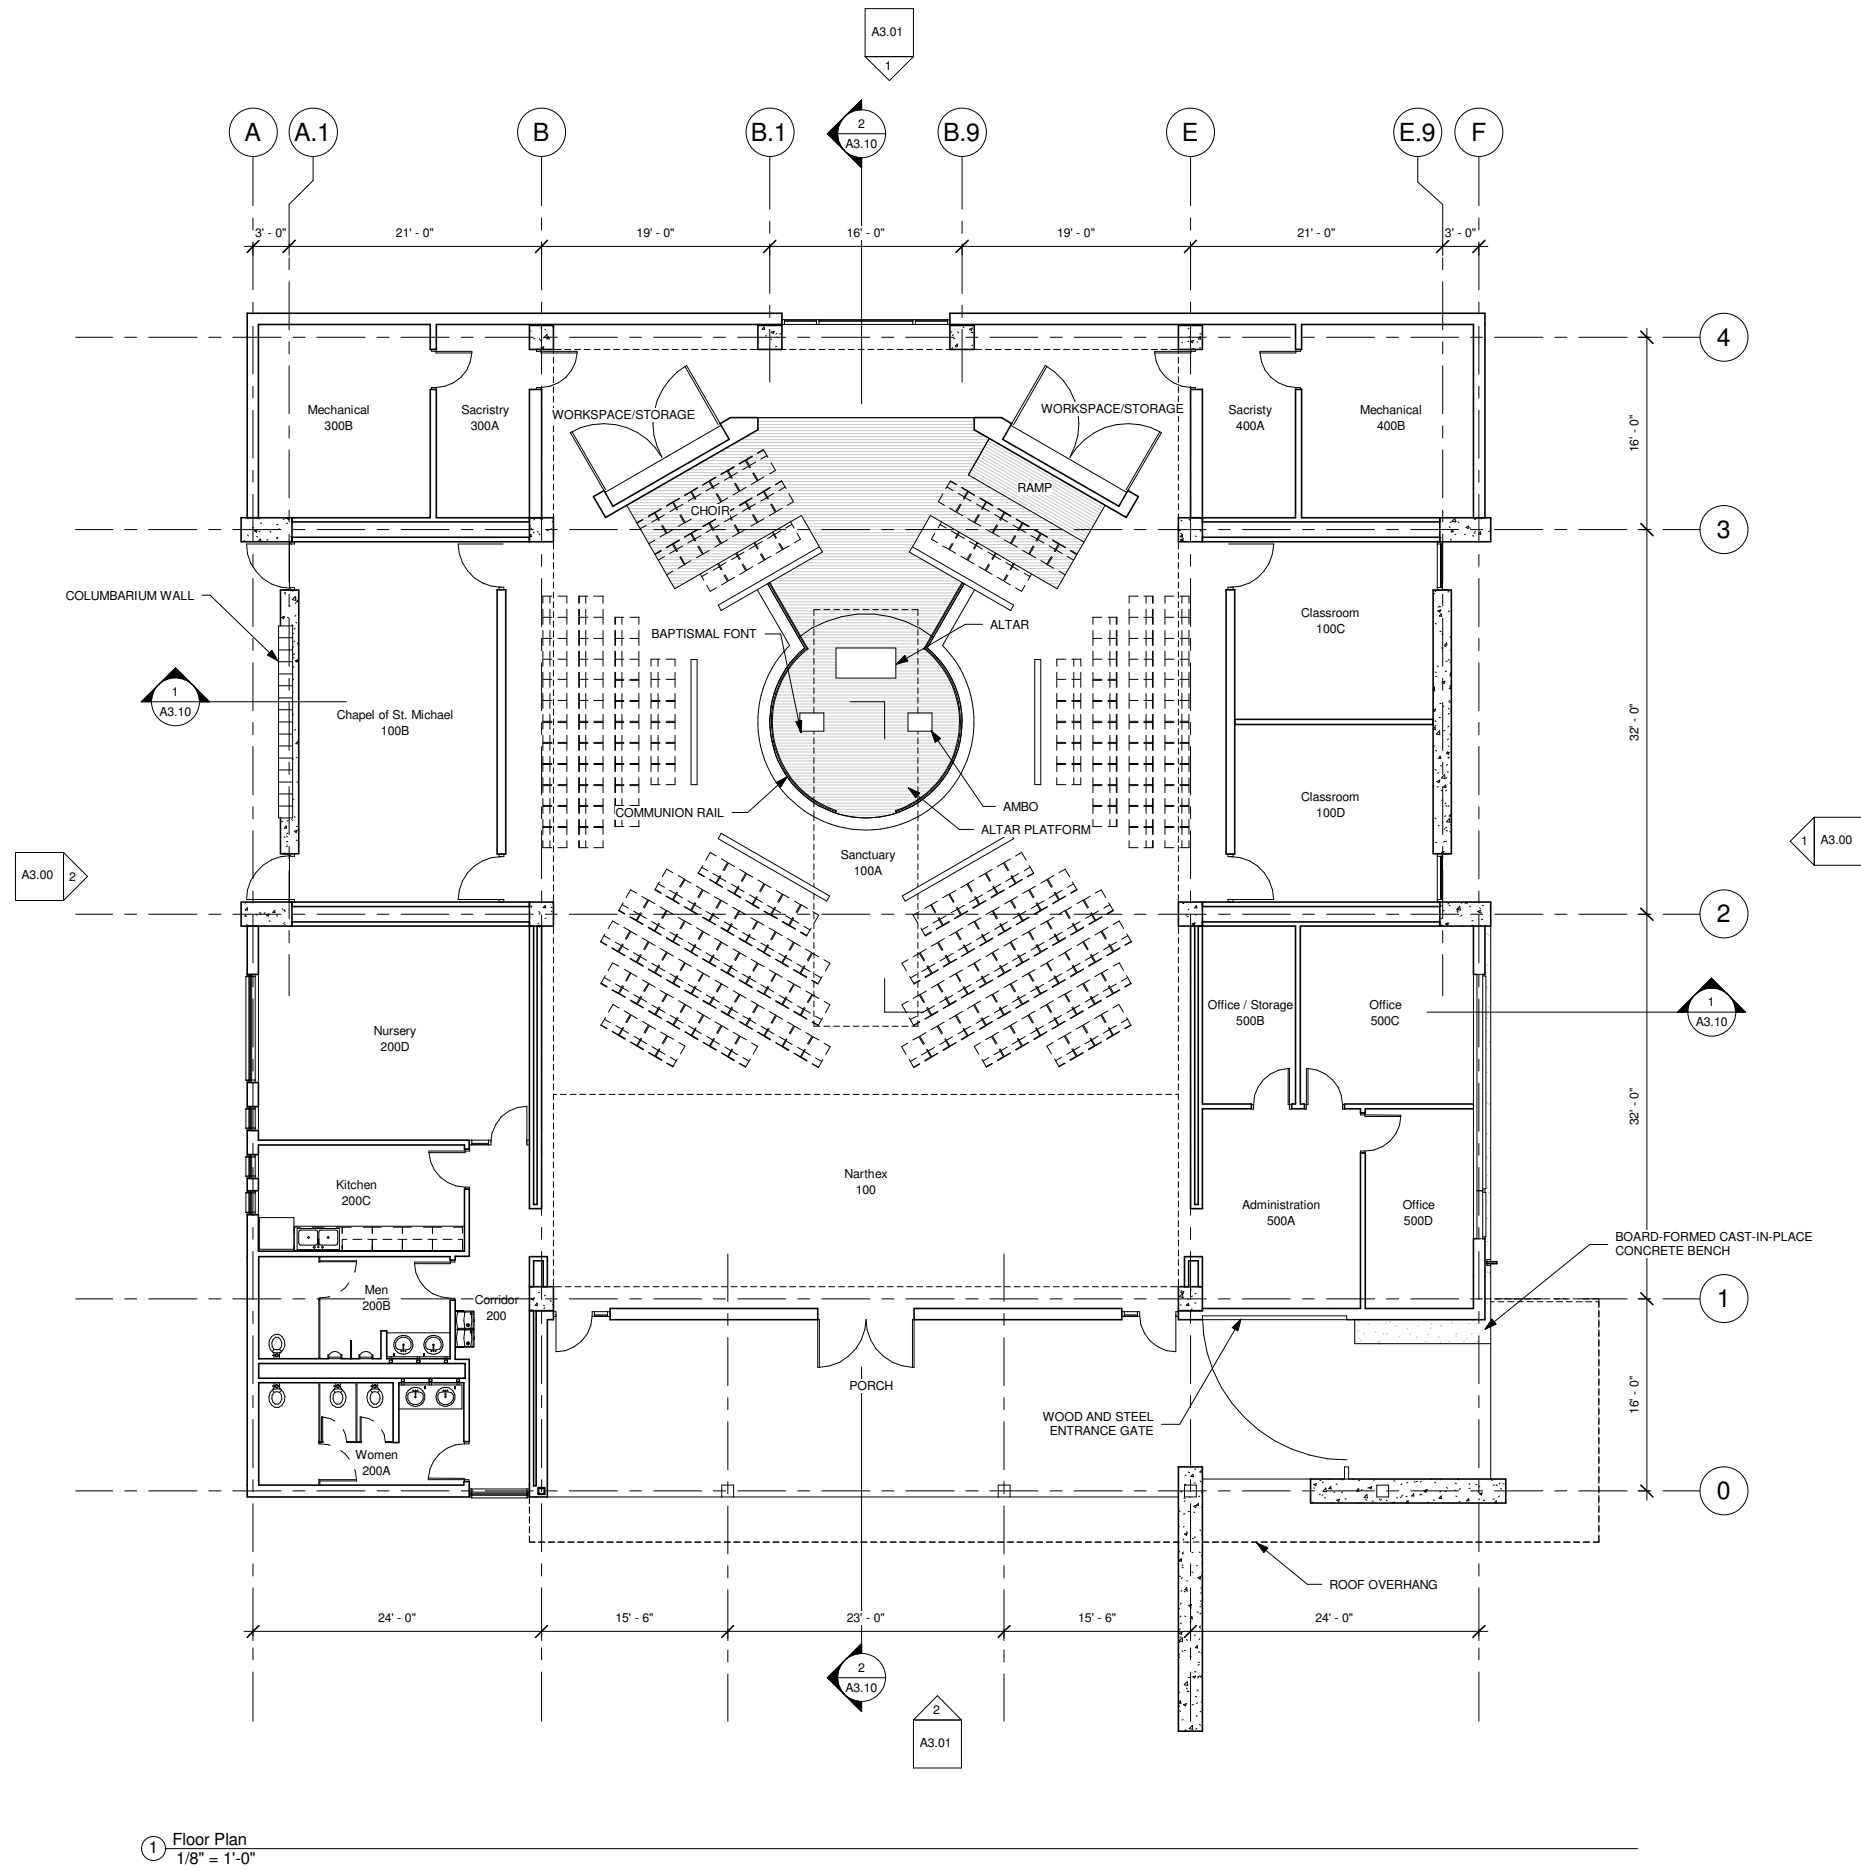 A3.01
1
A
A.1
B
B.1
2
A3.10
B.9
E
E.9
F
3' - 0"
21' - 0"
19' - 0"
16' - 0"
19' - 0"
21' - 0"
3' - 0"
4
Mechanical
300B
Sacristry
300A
WORKSPACE/STORAGE
WORKSPACE/STORAGE
Sacristy
400A
Mechanical
400B
16' - 0"
RAMP
CHOIR
3
COLUMBARIUM WALL
BAPTISMAL FONT
ALTAR
Classroom
100C
1
A3.10
Chapel of St. Michael
100B
32' - 0"
COMMUNION RAIL
AMBO
ALTAR PLATFORM
Classroom
100D
Sanctuary
100A
A3.00
2
1
A3.00
2
Nursery
200D
Office / Storage
500B
Office
500C
1
A3.10
32' - 0"
Kitchen
200C
Narthex
100
Administration
500A
Office
500D
BOARD-FORMED CAST-IN-PLACE
CONCRETE BENCH
Men
200B
Corridor
200
1
PORCH
16' - 0"
WOOD AND STEEL
ENTRANCE GATE
Women
200A
0
ROOF OVERHANG
24' - 0"
15' - 6"
23' - 0"
15' - 6"
24' - 0"
2
A3.10
2
A3.01
1
Floor Plan
1/8" = 1'-0"